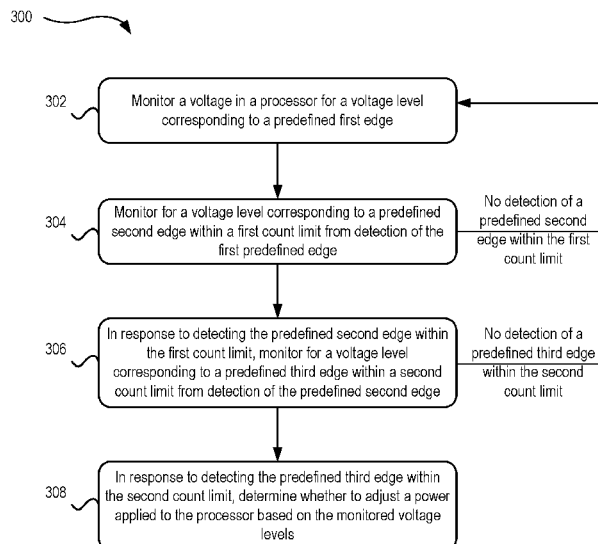 300
302
Monitor a voltage in a processor for a voltage level
corresponding to a predefined first edge
304
Monitor for a voltage level corresponding to a predefined
second edge within a first count limit from detection of the
first predefined edge
No detection of a
predefined second
edge within the first
count limit
306
In response to detecting the predefined second edge within
the first count limit, monitor for a voltage level
corresponding to a predefined third edge within a second
count limit from detection of the predefined second edge
No detection of a
predefined third edge
within the second
count limit
308
In response to detecting the predefined third edge within
the second count limit, determine whether to adjust a power
applied to the processor based on the monitored voltage
levels